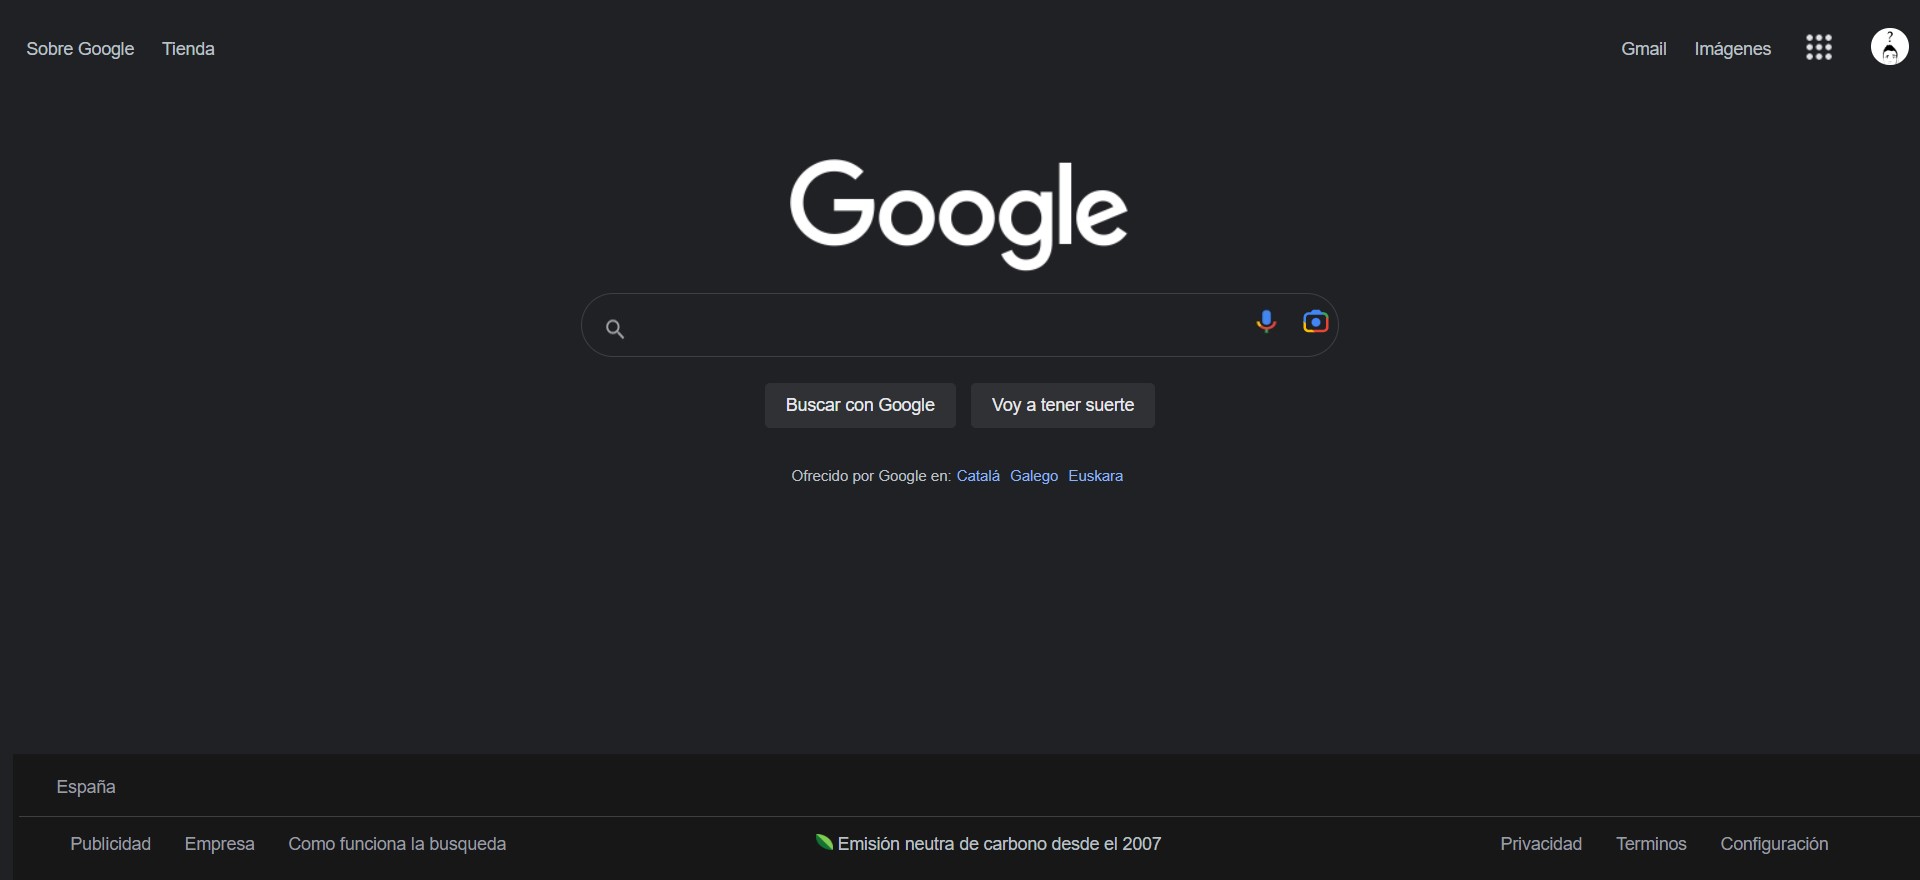 Sobre Google Tienda Gmail Imágenes
?
Google
Buscar con Google Voy a tener suerte
Ofrecido por Google en: Catalá Galego Euskara
España
Publicidad Empresa Como funciona la busqueda Emisión neutra de carbono desde el 2007 Privacidad Terminos Configuración